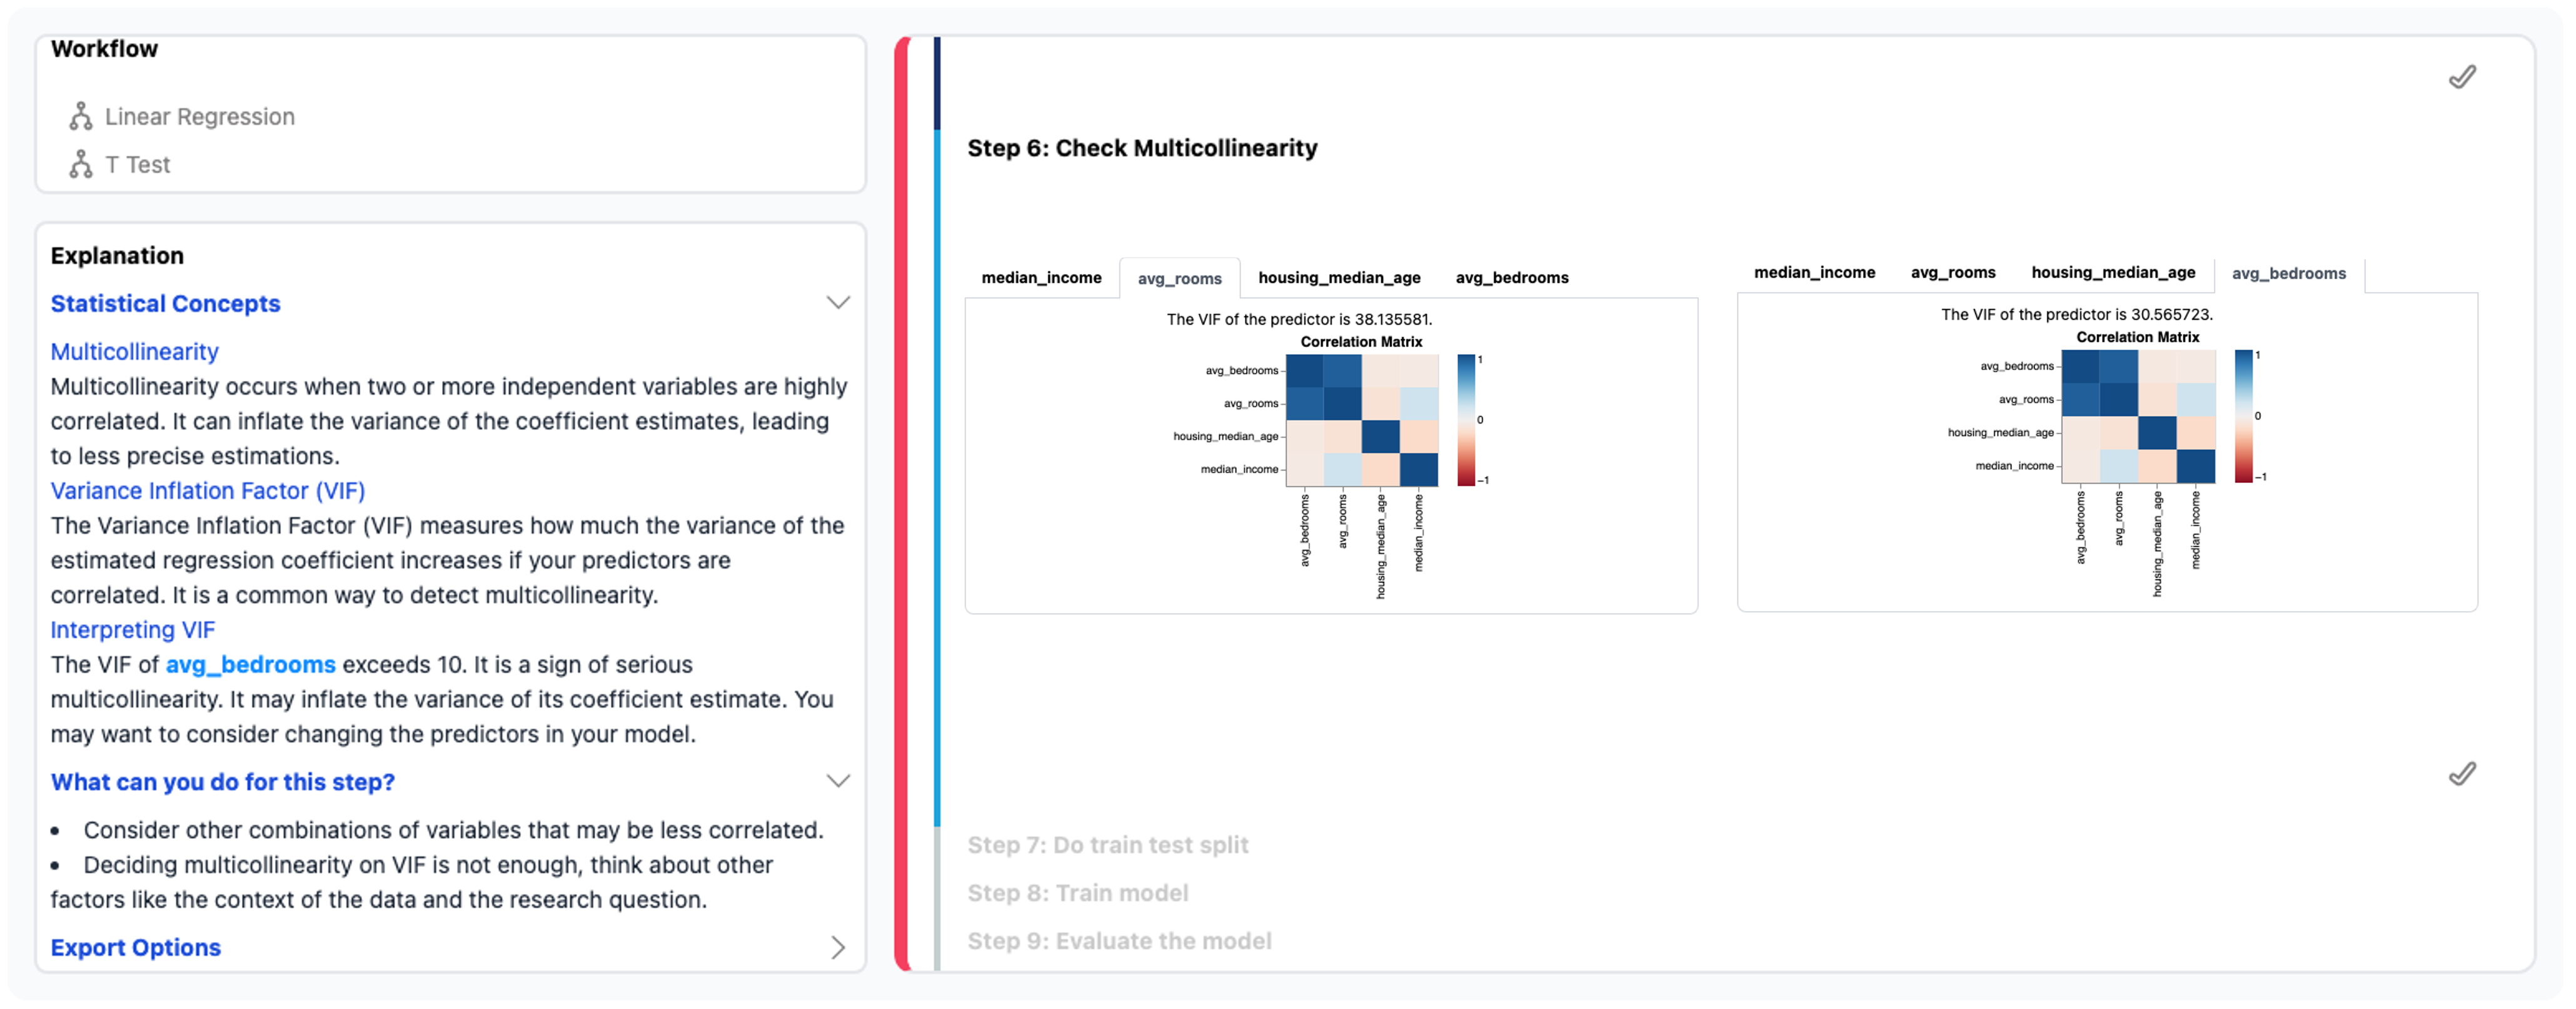 Workflow
Linear Regression
T Test
Explanation
Statistical Concepts
Multicollinearity
Multicollinearity occurs when two or more independent variables are highly
correlated. It can inflate the variance of the coefficient estimates, leading
to less precise estimations.
Variance Inflation Factor (VIF)
The Variance Inflation Factor (VIF) measures how much the variance of the
estimated regression coefficient increases if your predictors are
correlated. It is a common way to detect multicollinearity.
Interpreting VIF
The VIF of avg_bedrooms exceeds 10. It is a sign of serious
multicollinearity. It may inflate the variance of its coefficient estimate. You
may want to consider changing the predictors in your model.
What can you do for this step?
• Consider other combinations of variables that may be less correlated.
• Deciding multicollinearity on VIF is not enough, think about other
factors like the context of the data and the research question.
Export Options
Step 6: Check Multicollinearity
median_income avg_rooms housing_median_age avg_bedrooms
The VIF of the predictor is 38.135581.
Correlation Matrix
avg_bedrooms
avg_rooms
housing_median_age
median_income
avg_bedrooms
avg_rooms
housing_median_age
median_income
1
0
−1
median_income avg_rooms housing_median_age avg_bedrooms
The VIF of the predictor is 30.565723.
Correlation Matrix
avg_bedrooms
avg_rooms
housing_median_age
median_income
avg_bedrooms
avg_rooms
housing_median_age
median_income
1
0
−1
Step 7: Do train test split
Step 8: Train model
Step 9: Evaluate the model